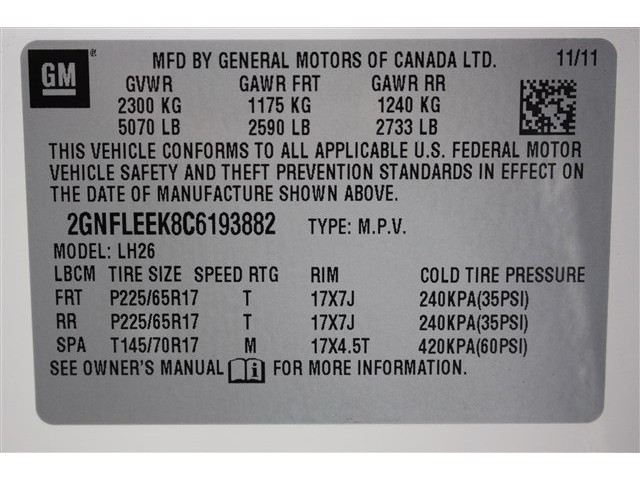 GM ® MFD BY GENERAL MOTORS OF CANADA LTD. 11/11
GVWR GAWR FRT GAWR RR
2300 KG 1175 KG 1240 KG
5070 LB 2590 LB 2733 LB
THIS VEHICLE CONFORMS TO ALL APPLICABLE U.S. FEDERAL MOTOR
VEHICLE SAFETY AND THEFT PREVENTION STANDARDS IN EFFECT ON
THE DATE OF MANUFACTURE SHOWN ABOVE.
2GNFLEEK8C6193882 TYPE: M.P.V.
MODEL: LH26
LBCM TIRE SIZE SPEED RTG RIM COLD TIRE PRESSURE
FRT P225/65R17 T 17X7J 240KPA(35PSI)
RR P225/65R17 T 17X7J 240KPA(35PSI)
SPA T145/70R17 M 17X4.5T 420KPA(60PSI)
SEE OWNER'S MANUAL i FOR MORE INFORMATION.